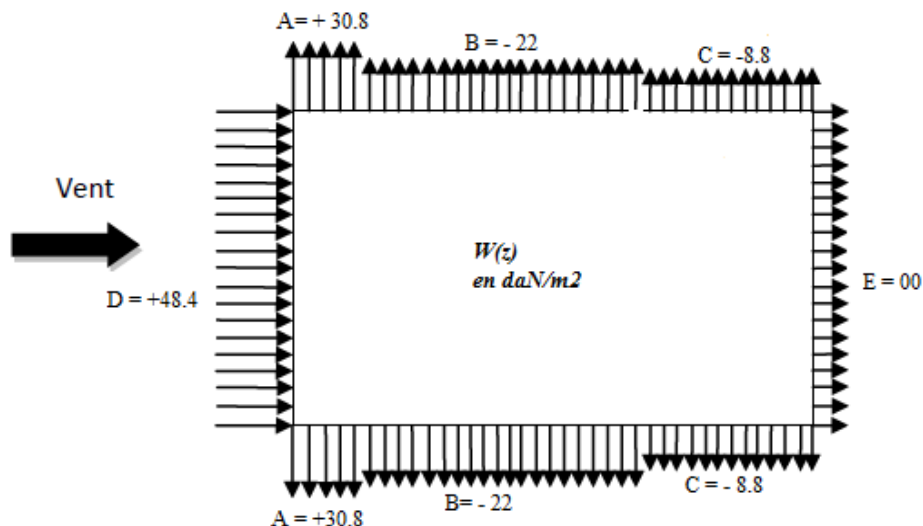 A= + 30.8
B = - 22
C = -8.8
Vent
W(z)
en daN/m2
D = +48.4
E = 00
B= - 22
C = - 8.8
A = +30.8